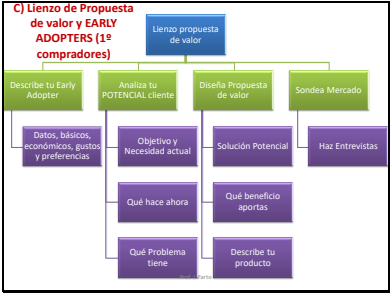 C) Lienzo de Propuesta
de valor y EARLY
ADOPTERS (1º
compradores)
Lienzo propuesta
de valor
Describe tu Early
Adopter
Analiza tu
POTENCIAL cliente
Diseña Propuesta
de valor
Sondea Mercado
Datos, básicos,
económicos, gustos
y preferencias
Objetivo y
Necesidad actual
Solución Potencial
Haz Entrevistas
Qué hace ahora
Qué beneficio
aportas
Qué Problema
tiene
Describe tu
producto